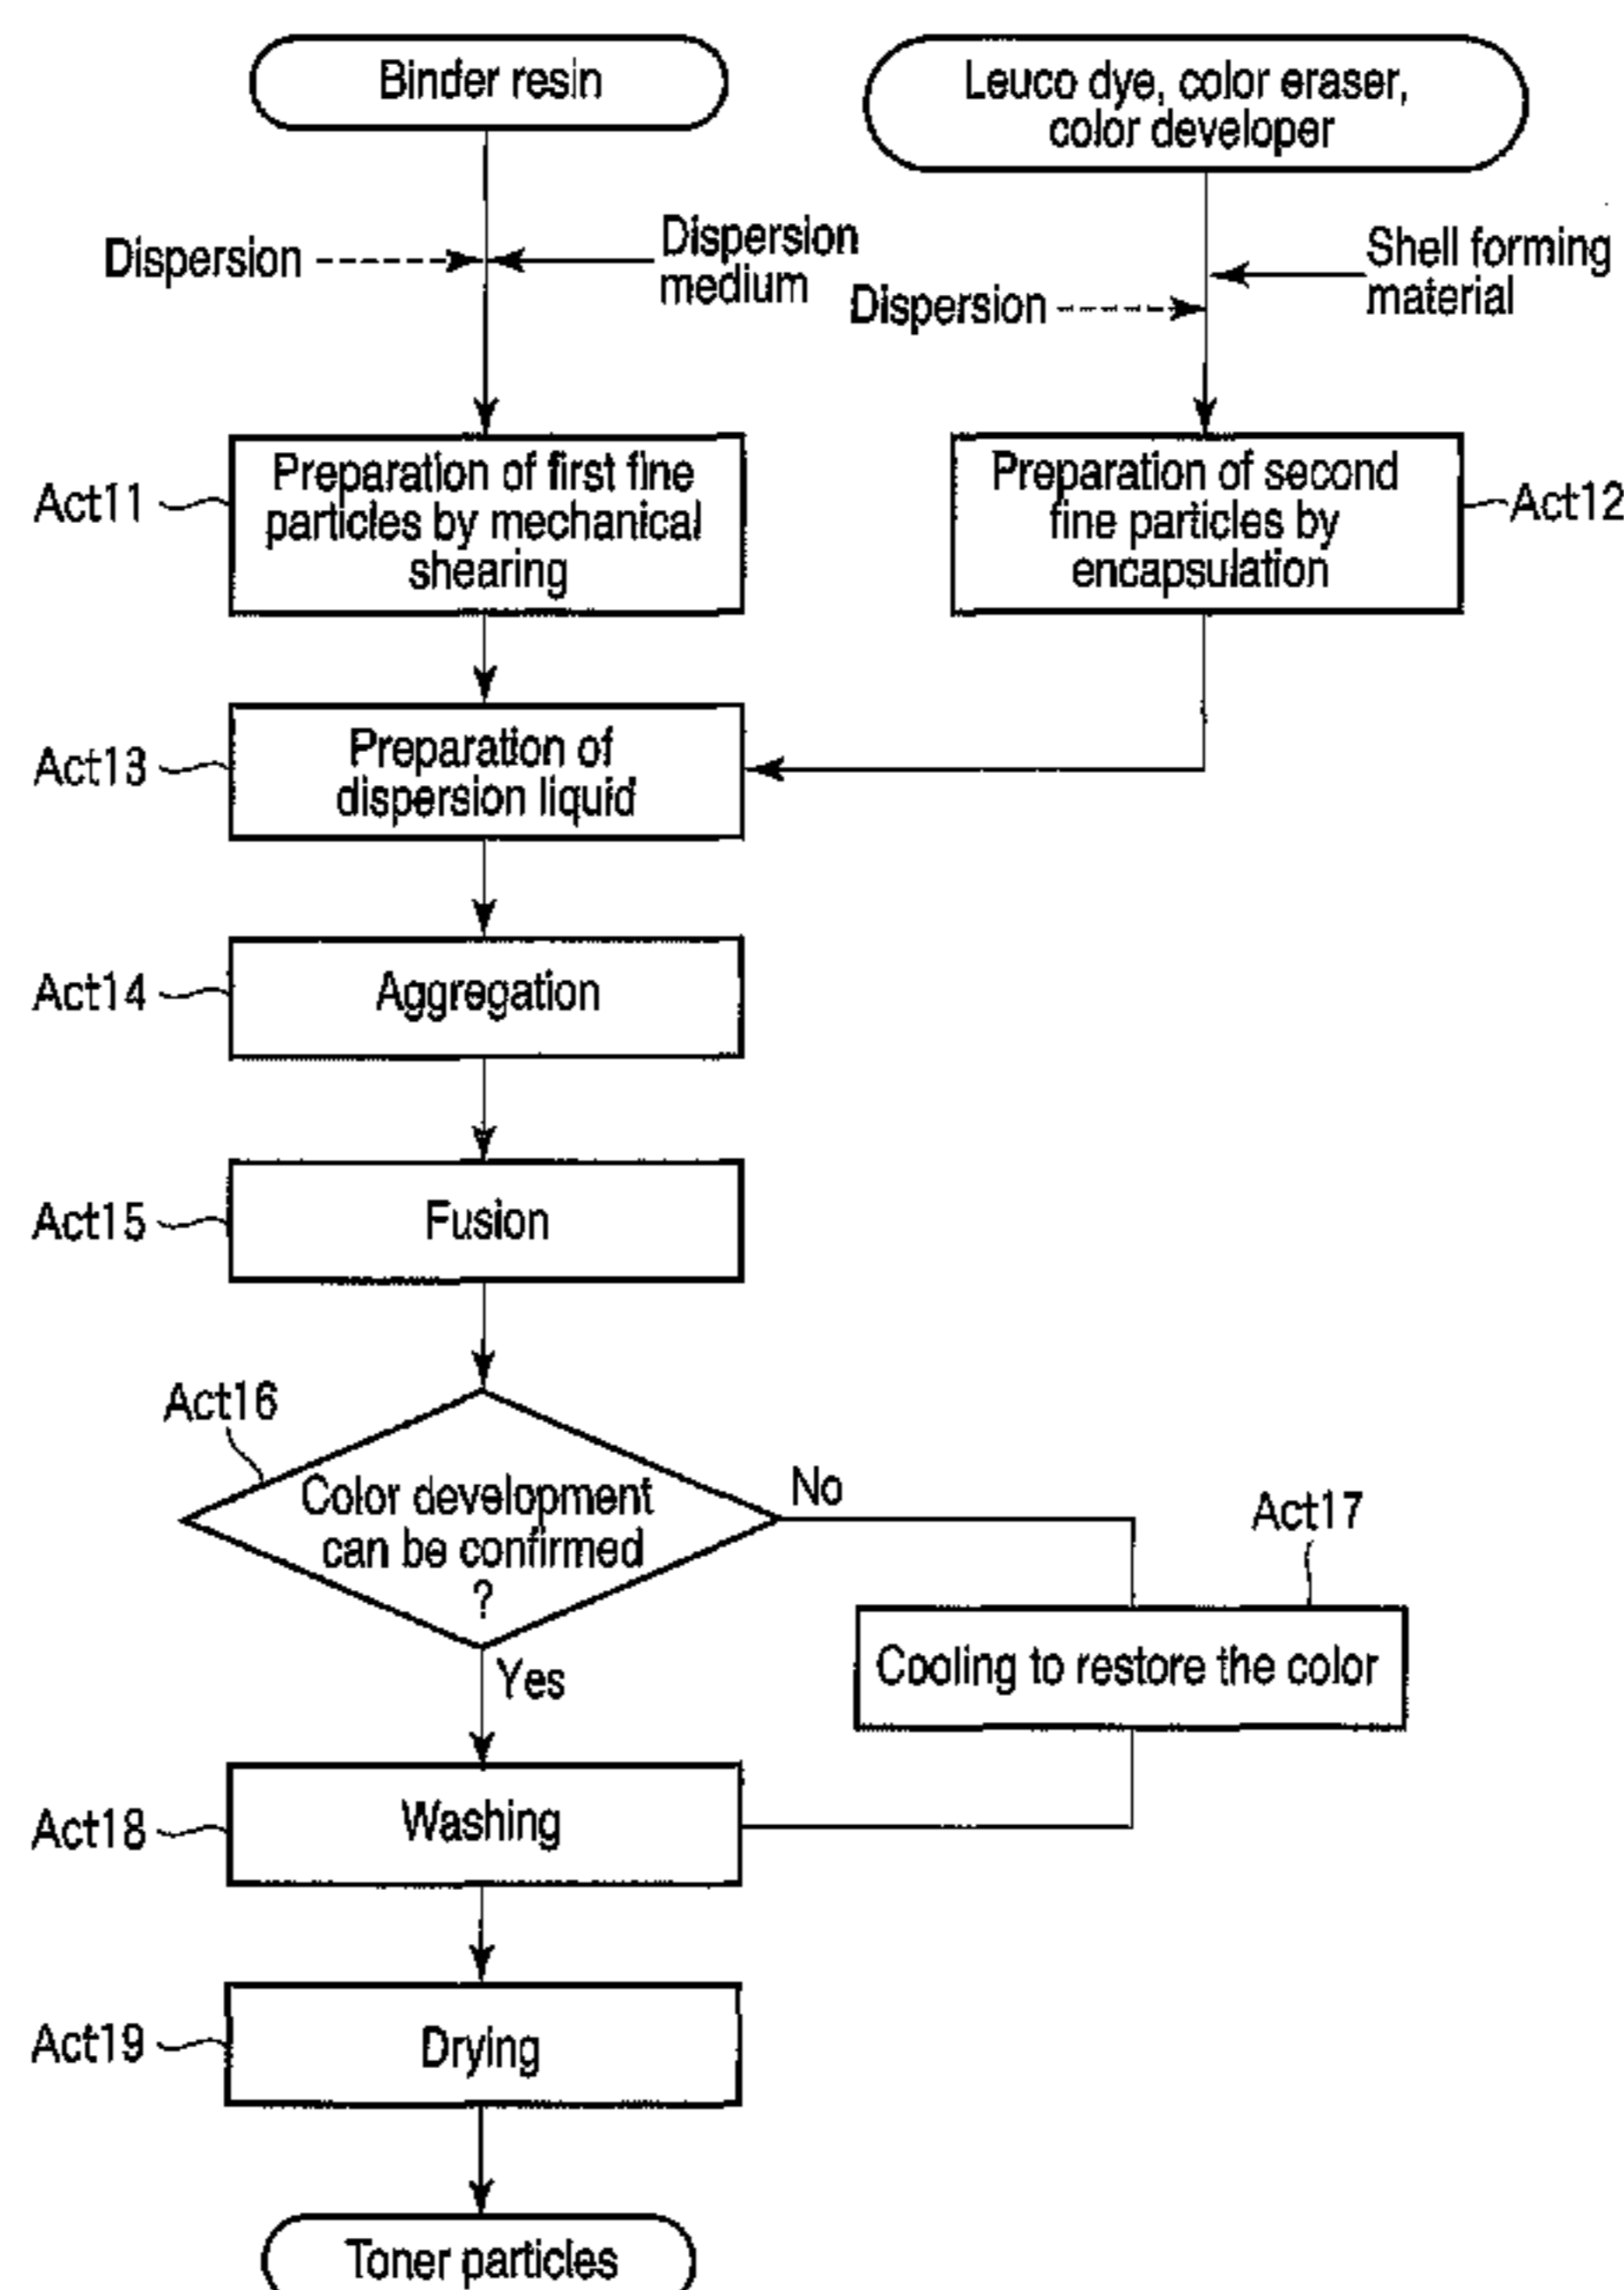 Binder resin
Leuco dye, color eraser,
color developer
Dispersion
Dispersion
medium
Shell forming
material
Dispersion
Act11
Preparation of first fine
particles by mechanical
shearing
Preparation of second
fine particles by
encapsulation
Act12
Act13
Preparation of
dispersion liquid
Act14
Aggregation
Act15
Fusion
Act16
Color development
can be confirmed
?
No
Yes
Act17
Cooling to restore the color
Act18
Washing
Act19
Drying
Toner particles